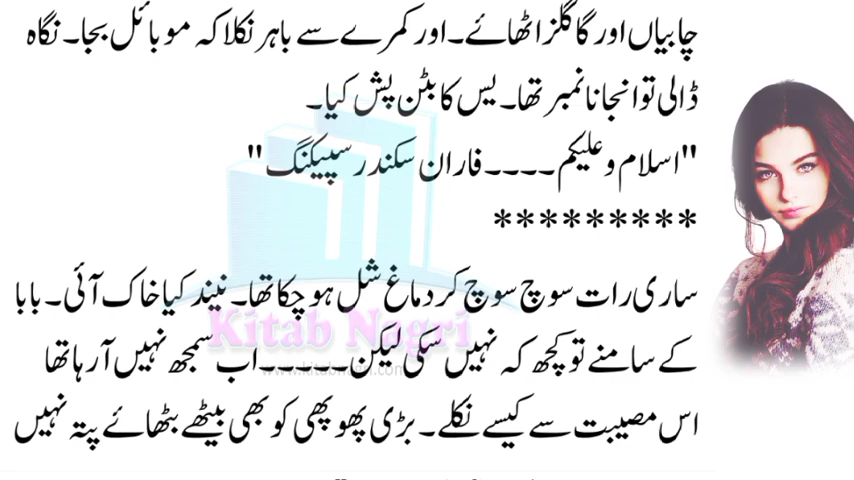 چابیاں اور گاگلز اٹھائے۔ اور کمرے سے باہر نکلا کہ موبائل بجا۔ نگاہ
ڈالی تو انجانا نمبر تھا۔ یس کا بٹن پش کیا۔
"اسلام و علیکم۔۔۔۔ فاران سکندر سپیکنگ"
*********
ساری رات سوچ سوچ کر دماغ شل ہو چکا تھا۔ نیند کیا خاک آئی۔ بابا
Kitab Nagri
کے سامنے تو کچھ کہ نہیں سکی لیکن۔۔۔۔۔۔ اب سمجھ نہیں آرہا تھا
اس مصیبت سے کیسے نکلے۔ بڑی پھوپھی کو بھی بیٹھے بٹھائے پتہ نہیں